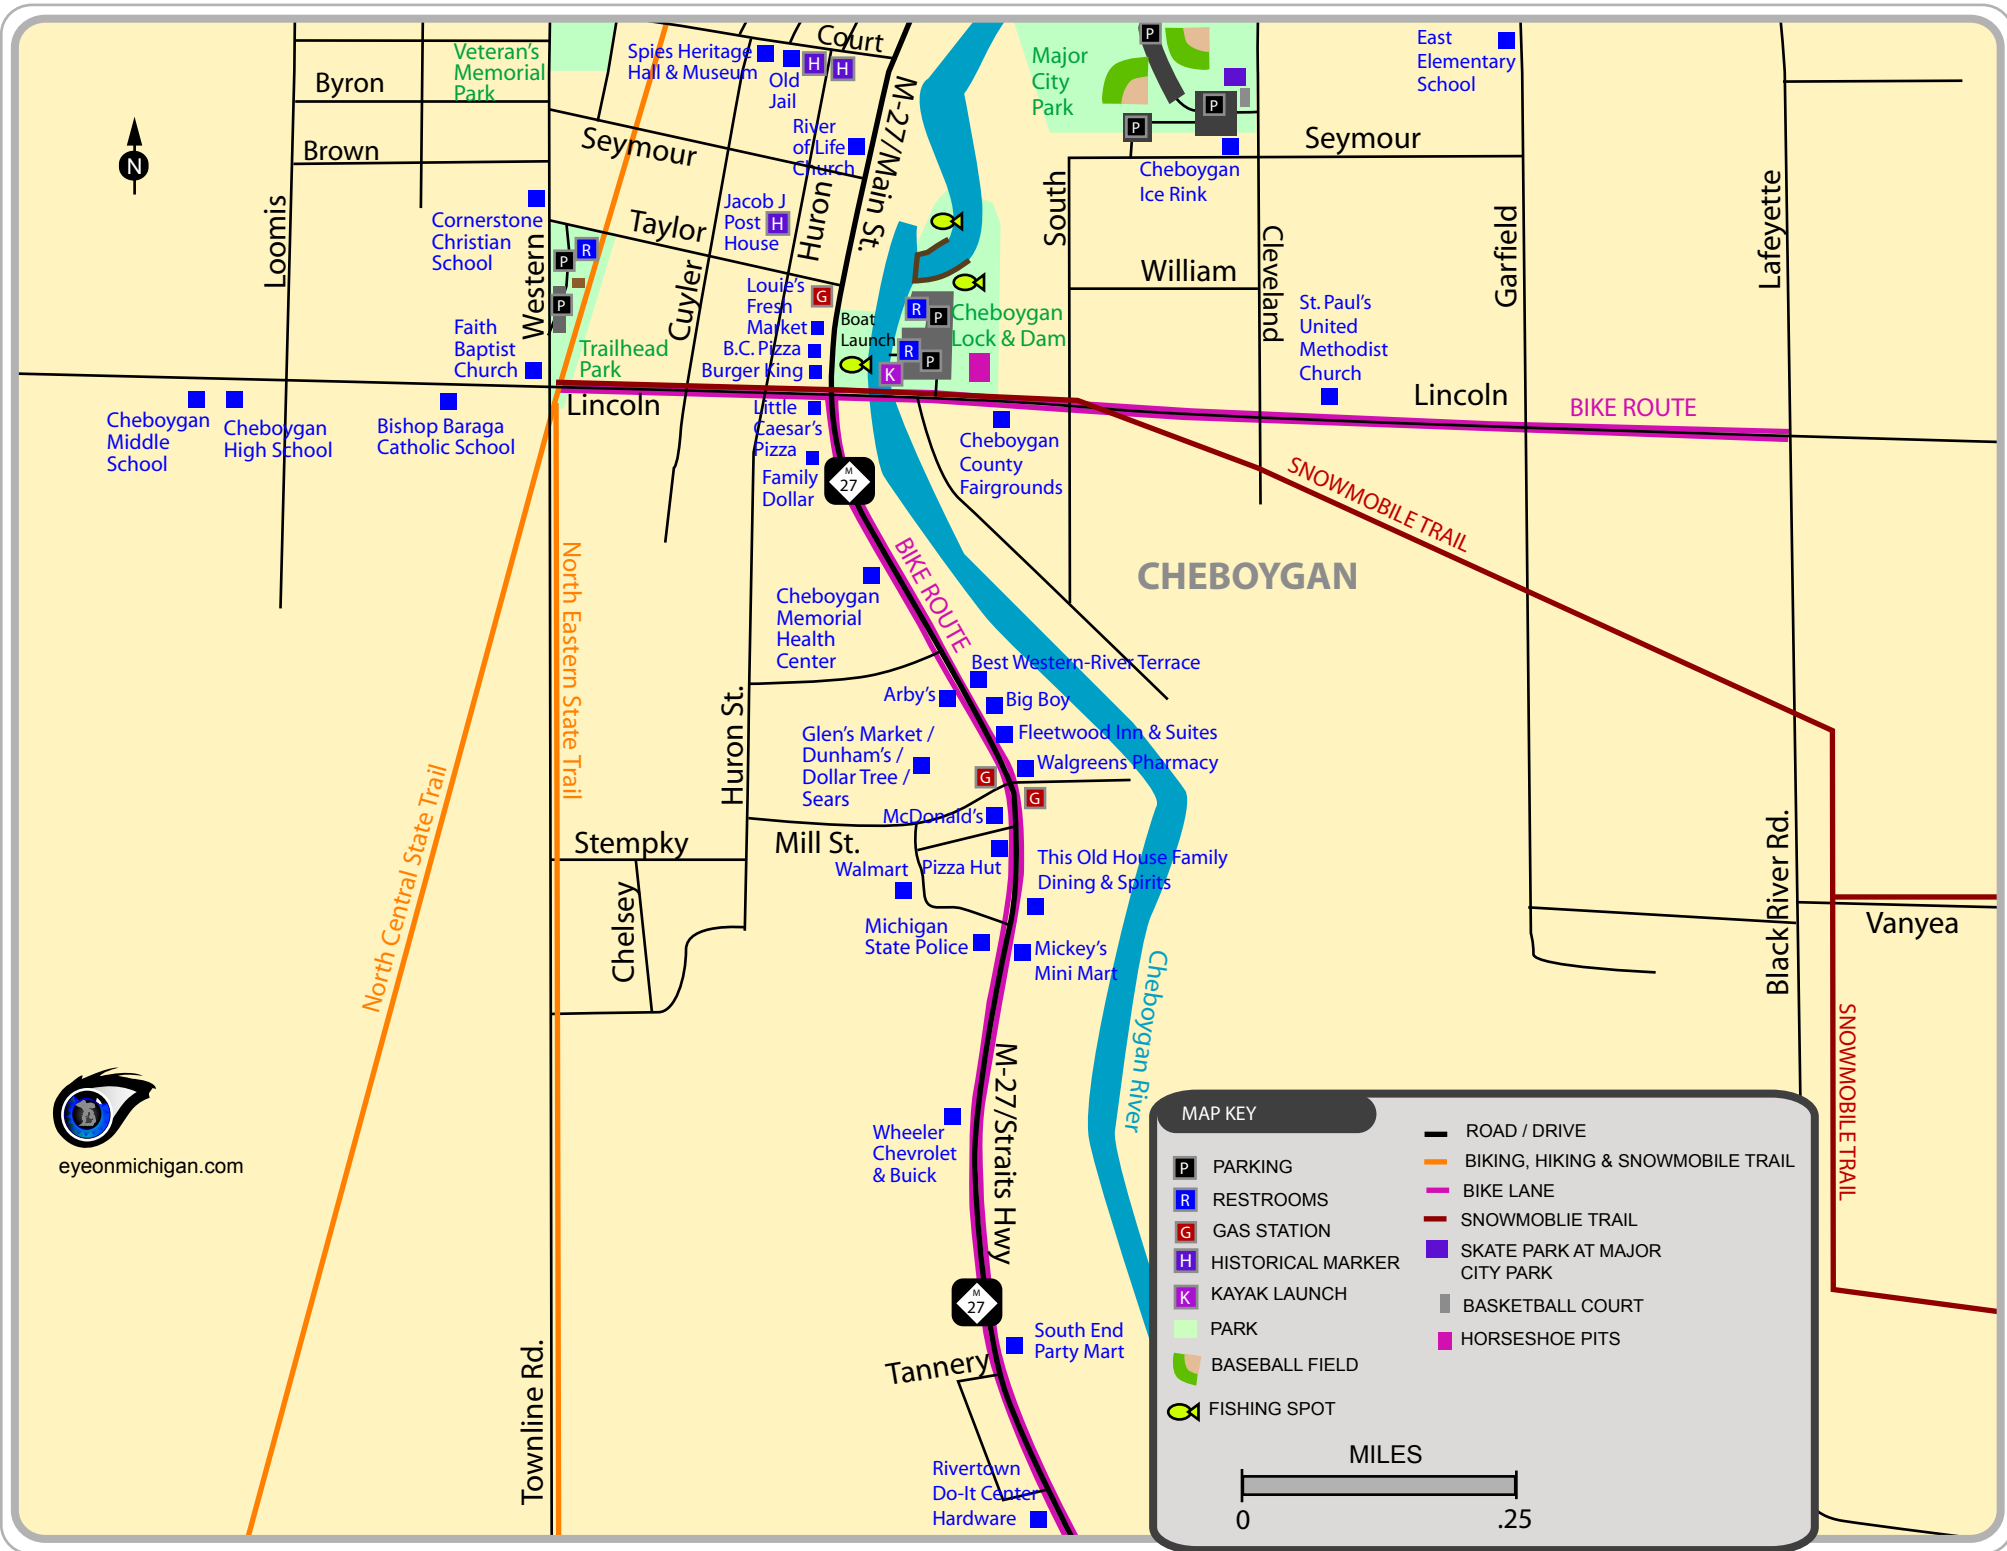 Court
Spies Heritage
Hall & Museum
H
H
Old
Jail
Veteran's
Memorial
Park
Byron
Brown
Seymour
River
of Life
Church
M-27/Main St.
Major
City
Park
P
P
P
East
Elementary
School
Seymour
Cheboygan
Ice Rink
N
Loomis
Cornerstone
Christian
School
Western
P
R
P
Taylor
Jacob J
Post
House
H
Huron
Cuyler
South
William
Cleveland
Garfield
Lafeyette
Louie's
Fresh
Market
G
B.C. Pizza
Burger King
Boat
Launch
R
P
R
P
K
Cheboygan
Lock & Dam
St. Paul's
United
Methodist
Church
Faith
Baptist
Church
Trailhead
Park
Lincoln
Lincoln
BIKE ROUTE
Cheboygan
Middle
School
Cheboygan
High School
Bishop Baraga
Catholic School
Little
Caesar's
Pizza
Family
Dollar
M
27
Cheboygan
County
Fairgrounds
SNOWMOBILE TRAIL
CHEBOYGAN
BIKE ROUTE
North Eastern State Trail
North Central State Trail
Cheboygan
Memorial
Health
Center
Best Western-River Terrace
Arby's
Big Boy
Fleetwood Inn & Suites
Glen's Market /
Dunham's /
Dollar Tree /
Sears
Walgreens Pharmacy
G
G
Huron St.
McDonald's
Stempky
Mill St.
Walmart
Pizza Hut
This Old House Family
Dining & Spirits
Chelsey
Michigan
State Police
Mickey's
Mini Mart
Black River Rd.
Vanyea
SNOWMOBILE TRAIL
Cheboygan River
M-27/Straits Hwy
Wheeler
Chevrolet
& Buick
eyeonmichigan.com
M
27
South End
Party Mart
Tannery
Townline Rd.
Rivertown
Do-It Center
Hardware
MAP KEY
P PARKING
R RESTROOMS
G GAS STATION
H HISTORICAL MARKER
K KAYAK LAUNCH
PARK
BASEBALL FIELD
FISHING SPOT
ROAD / DRIVE
BIKING, HIKING & SNOWMOBILE TRAIL
BIKE LANE
SNOWMOBLIE TRAIL
SKATE PARK AT MAJOR
CITY PARK
BASKETBALL COURT
HORSESHOE PITS
MILES
0 .25